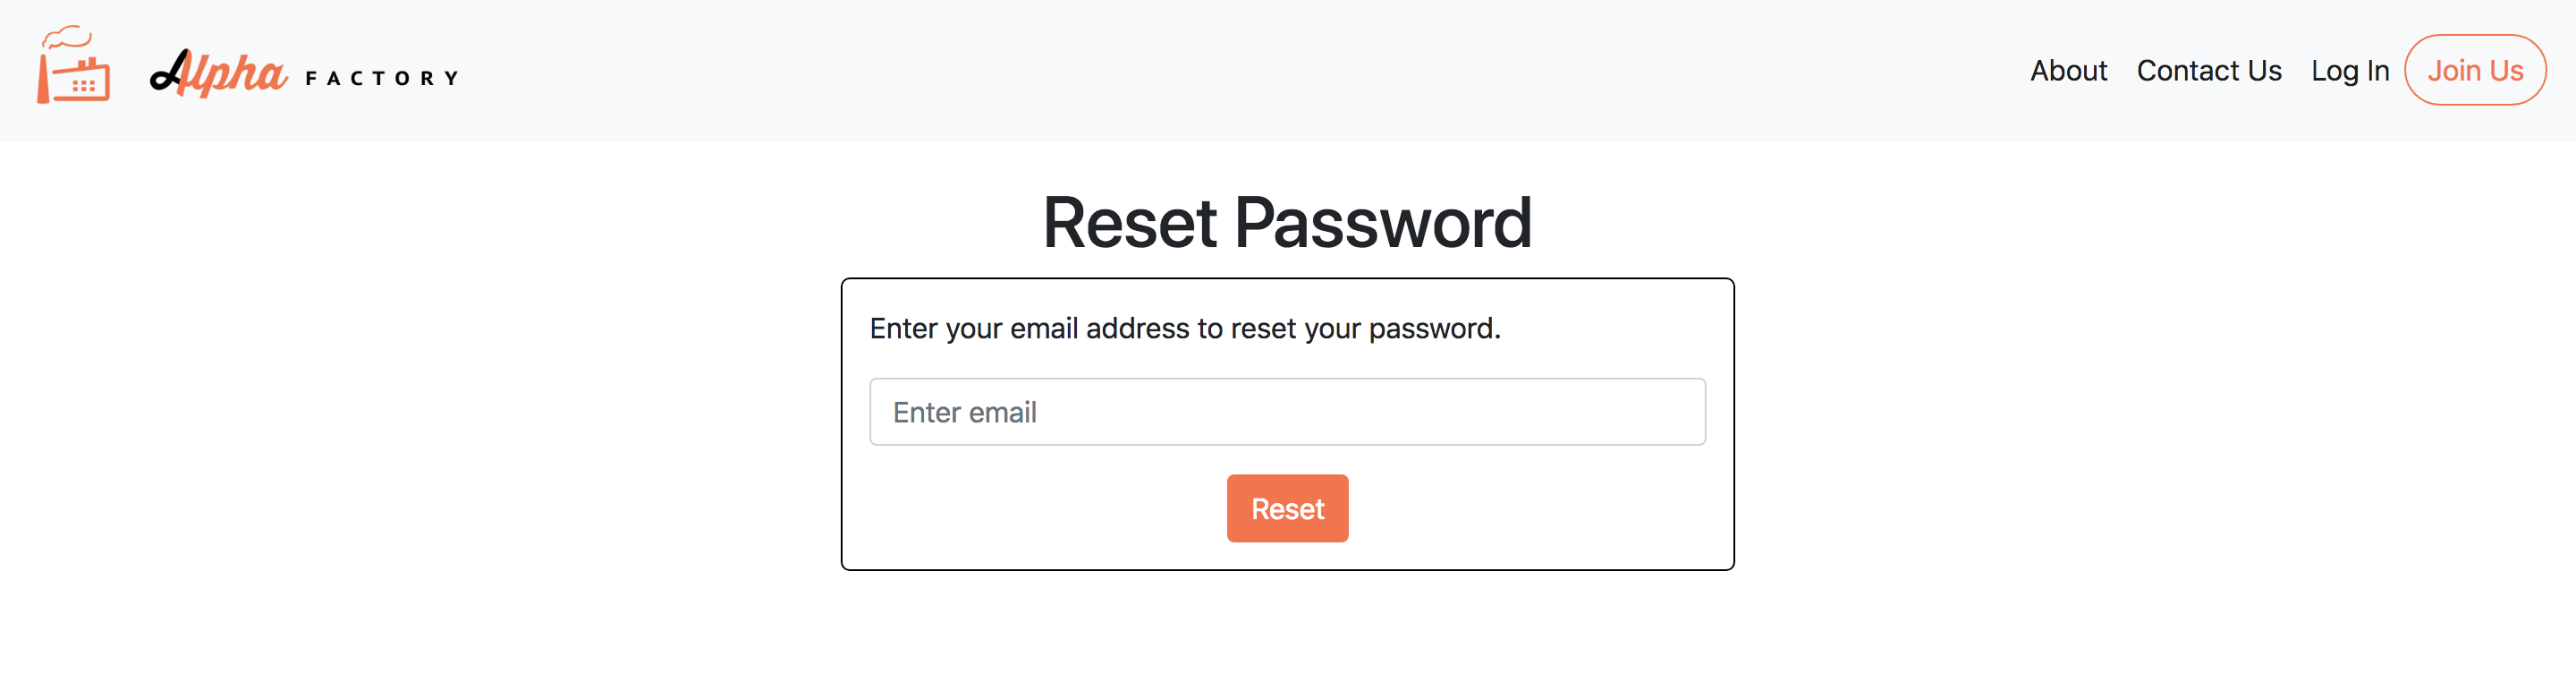 Alpha FACTORY
About Contact Us Log In Join Us
Reset Password
Enter your email address to reset your password.
Enter email
Reset